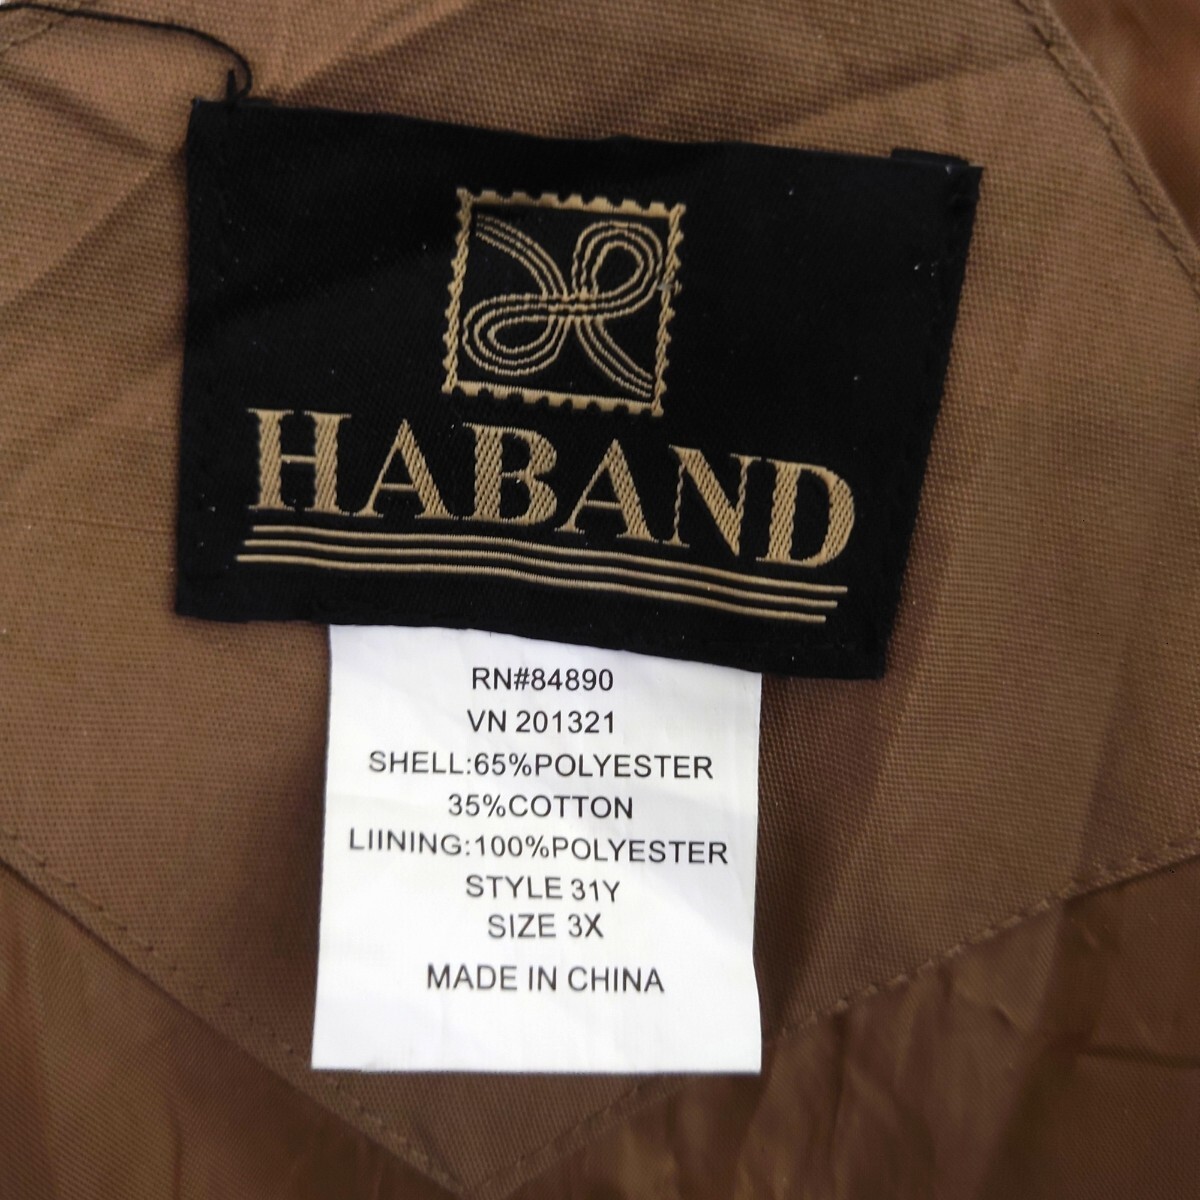 HABAND
RN#84890
VN 201321
SHELL:65%POLYESTER
35%COTTON
LIINING:100%POLYESTER
STYLE 31Y
SIZE 3X
MADE IN CHINA